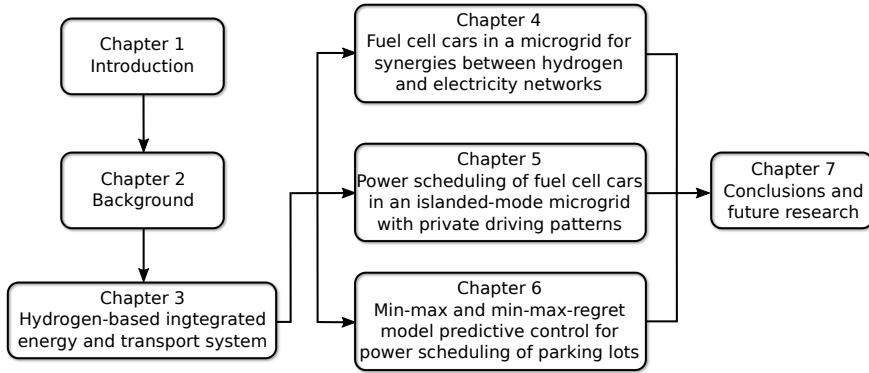 Chapter 1
Introduction
Chapter 2
Background
Chapter 3
Hydrogen-based ingtegrated
energy and transport system
Chapter 4
Fuel cell cars in a microgrid for
synergies between hydrogen
and electricity networks
Chapter 5
Power scheduling of fuel cell cars
in an islanded-mode microgrid
with private driving patterns
Chapter 6
Min-max and min-max-regret
model predictive control for
power scheduling of parking lots
Chapter 7
Conclusions and
future research